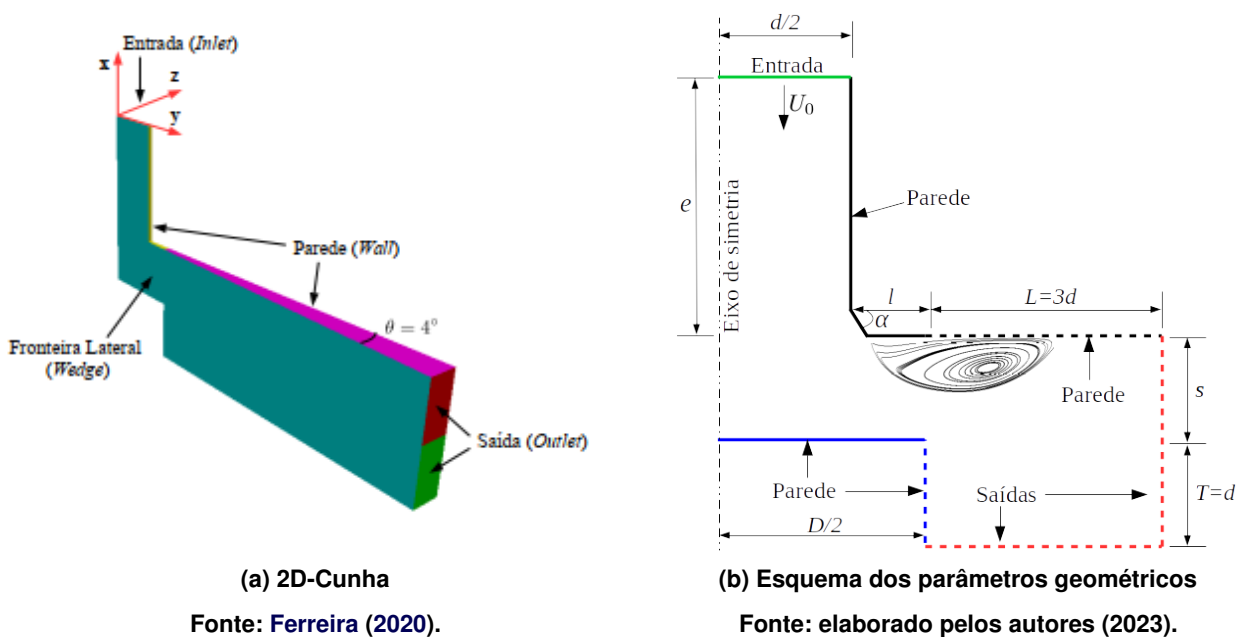 Entrada (Inlet)
x
z
y
Parede (Wall)
θ = 4°
Fronteira Lateral
(Wedge)
Saída (Outlet)
(a) 2D-Cunha
Fonte: Ferreira (2020).
d/2
Entrada
U₀
e
Eixo de simetria
Parede
l
L=3d
α
Parede
s
Parede
Saídas
T=d
D/2
(b) Esquema dos parâmetros geométricos
Fonte: elaborado pelos autores (2023).